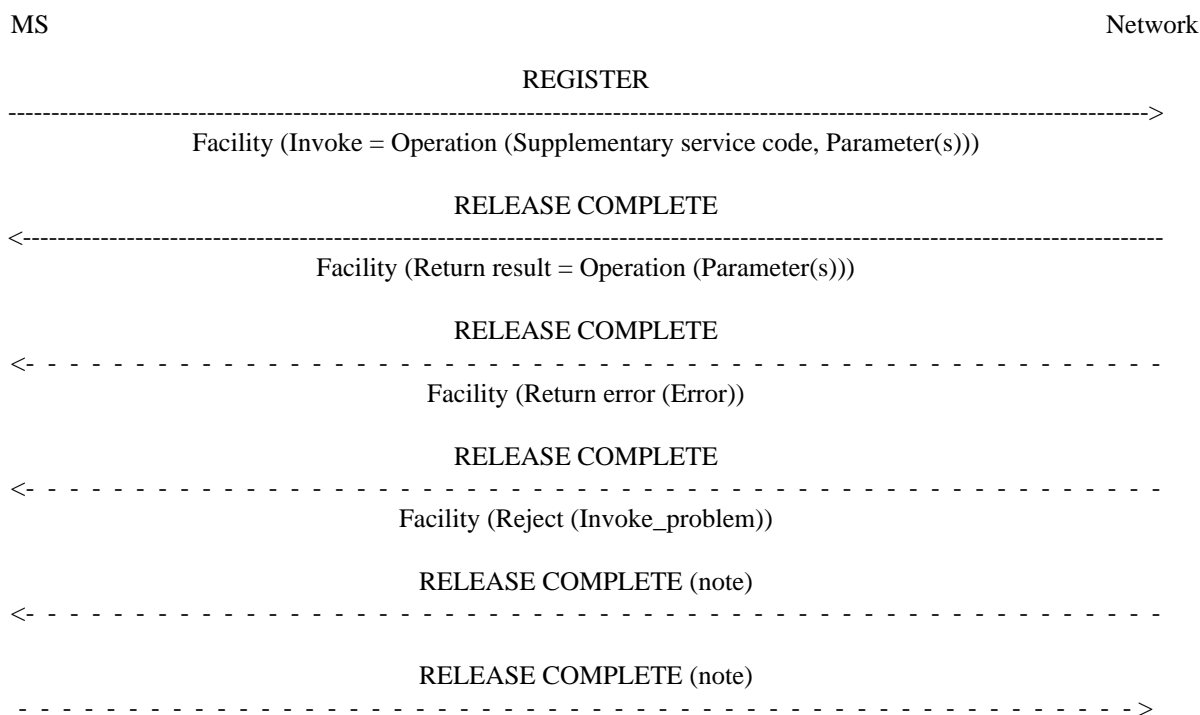 MS Network
REGISTER
Facility (Invoke = Operation (Supplementary service code, Parameter(s)))
RELEASE COMPLETE
Facility (Return result = Operation (Parameter(s)))
RELEASE COMPLETE
Facility (Return error (Error))
RELEASE COMPLETE
Facility (Reject (Invoke_problem))
RELEASE COMPLETE (note)
RELEASE COMPLETE (note)